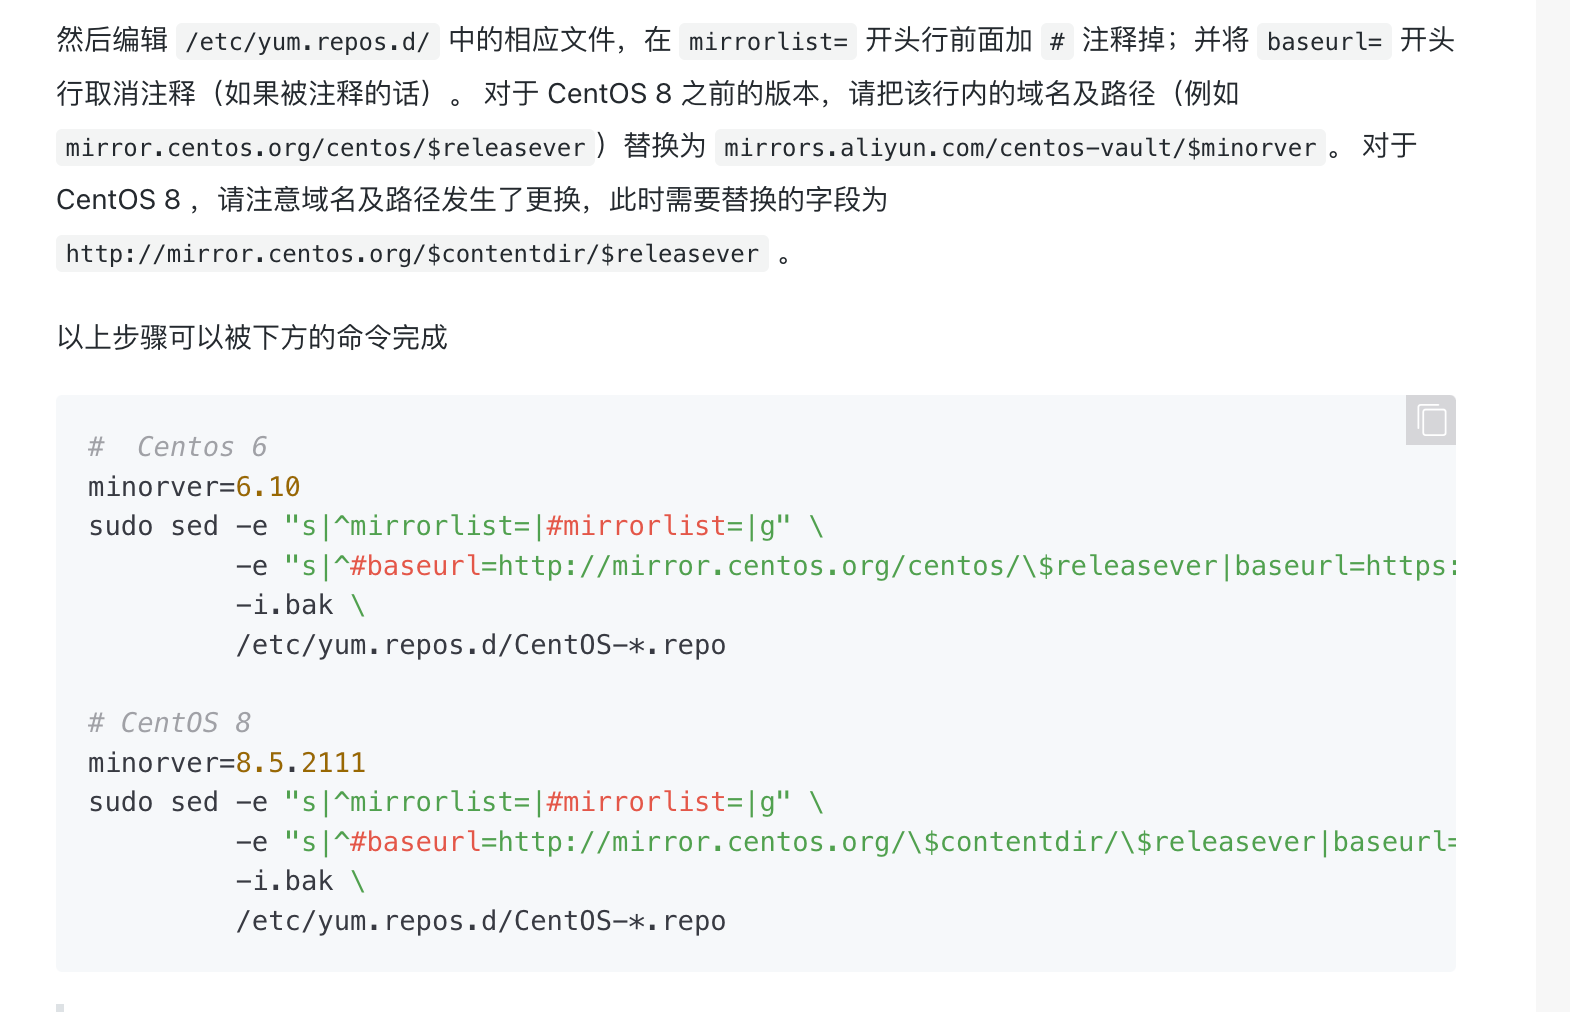 然后编辑 /etc/yum.repos.d/ 中的相应文件，在 mirrorlist= 开头行前面加 # 注释掉；并将 baseurl= 开头
行取消注释（如果被注释的话）。 对于 CentOS 8 之前的版本，请把该行内的域名及路径（例如
mirror.centos.org/centos/$releasever）替换为 mirrors.aliyun.com/centos-vault/$minorver。 对于
CentOS 8 ，请注意域名及路径发生了更换，此时需要替换的字段为
http://mirror.centos.org/$contentdir/$releasever 。
以上步骤可以被下方的命令完成
#  Centos 6
minorver=6.10
sudo sed -e "s|^mirrorlist=|#mirrorlist=|g" \
         -e "s|^#baseurl=http://mirror.centos.org/centos/\$releasever|baseurl=https:
         -i.bak \
         /etc/yum.repos.d/CentOS-*.repo
# CentOS 8
minorver=8.5.2111
sudo sed -e "s|^mirrorlist=|#mirrorlist=|g" \
         -e "s|^#baseurl=http://mirror.centos.org/\$contentdir/\$releasever|baseurl=
         -i.bak \
         /etc/yum.repos.d/CentOS-*.repo